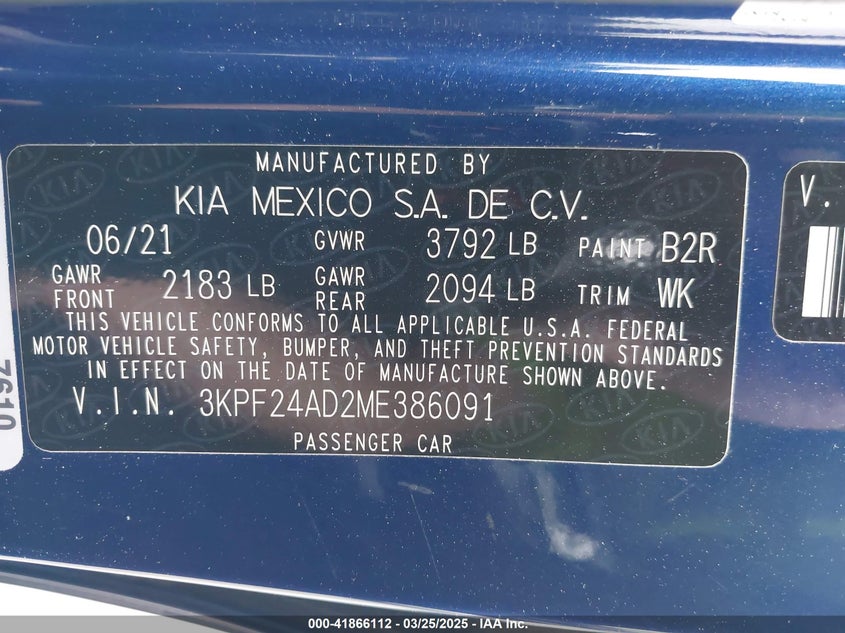 MANUFACTURED BY
KIA MEXICO S.A. DE C.V.
06/21 GVWR 3792 LB PAINT B2R
GAWR FRONT 2183 LB GAWR REAR 2094 LB TRIM WK
THIS VEHICLE CONFORMS TO ALL APPLICABLE U.S.A. FEDERAL
MOTOR VEHICLE SAFETY, BUMPER, AND THEFT PREVENTION STANDARDS
IN EFFECT ON THE DATE OF MANUFACTURE SHOWN ABOVE.
V.I.N. 3KPF24AD2ME386091
PASSENGER CAR
V.
000-41866112 - 03/25/2025 - IAA Inc.